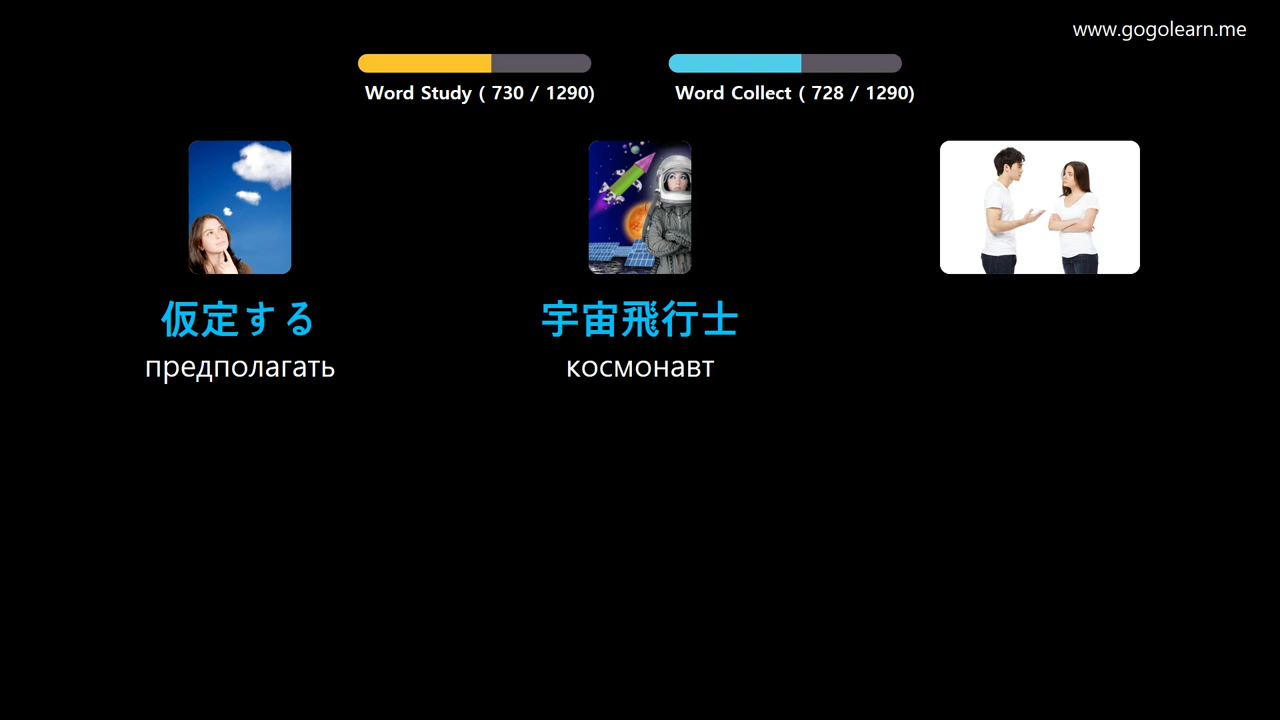 www.gogolearn.me
Word Study ( 730 / 1290)
Word Collect ( 728 / 1290)
仮定する
предполагать
宇宙飛行士
космонавт